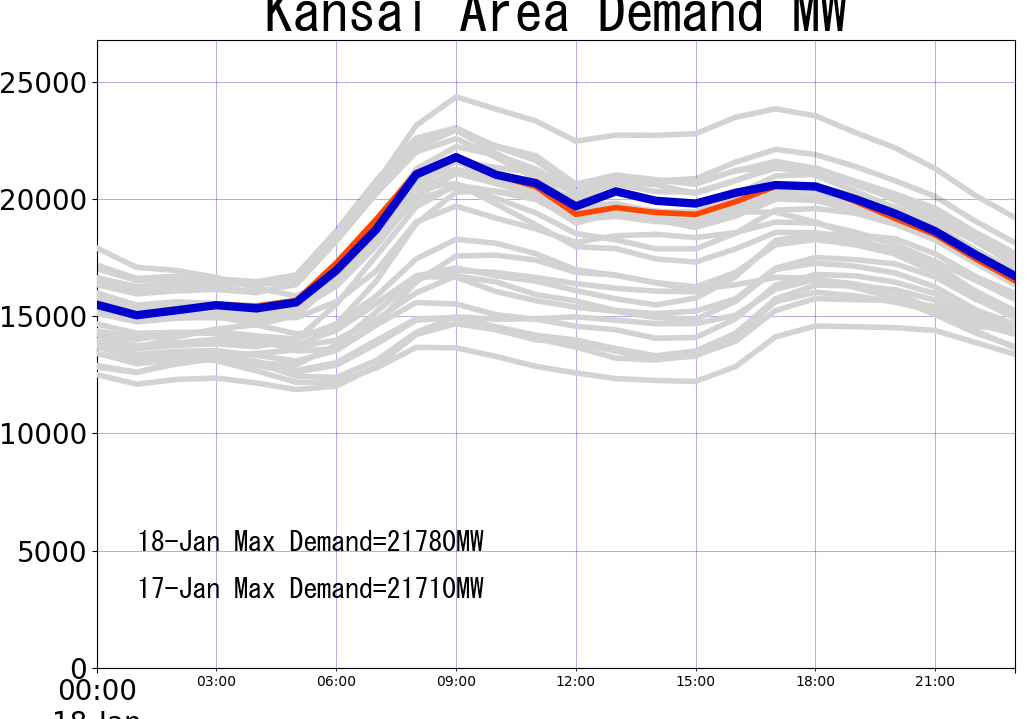 Kansai Area Demand MW
25000
20000
15000
10000
5000
0
18-Jan Max Demand=21780MW
17-Jan Max Demand=21710MW
00:00 03:00 06:00 09:00 12:00 15:00 18:00 21:00
18-Jan